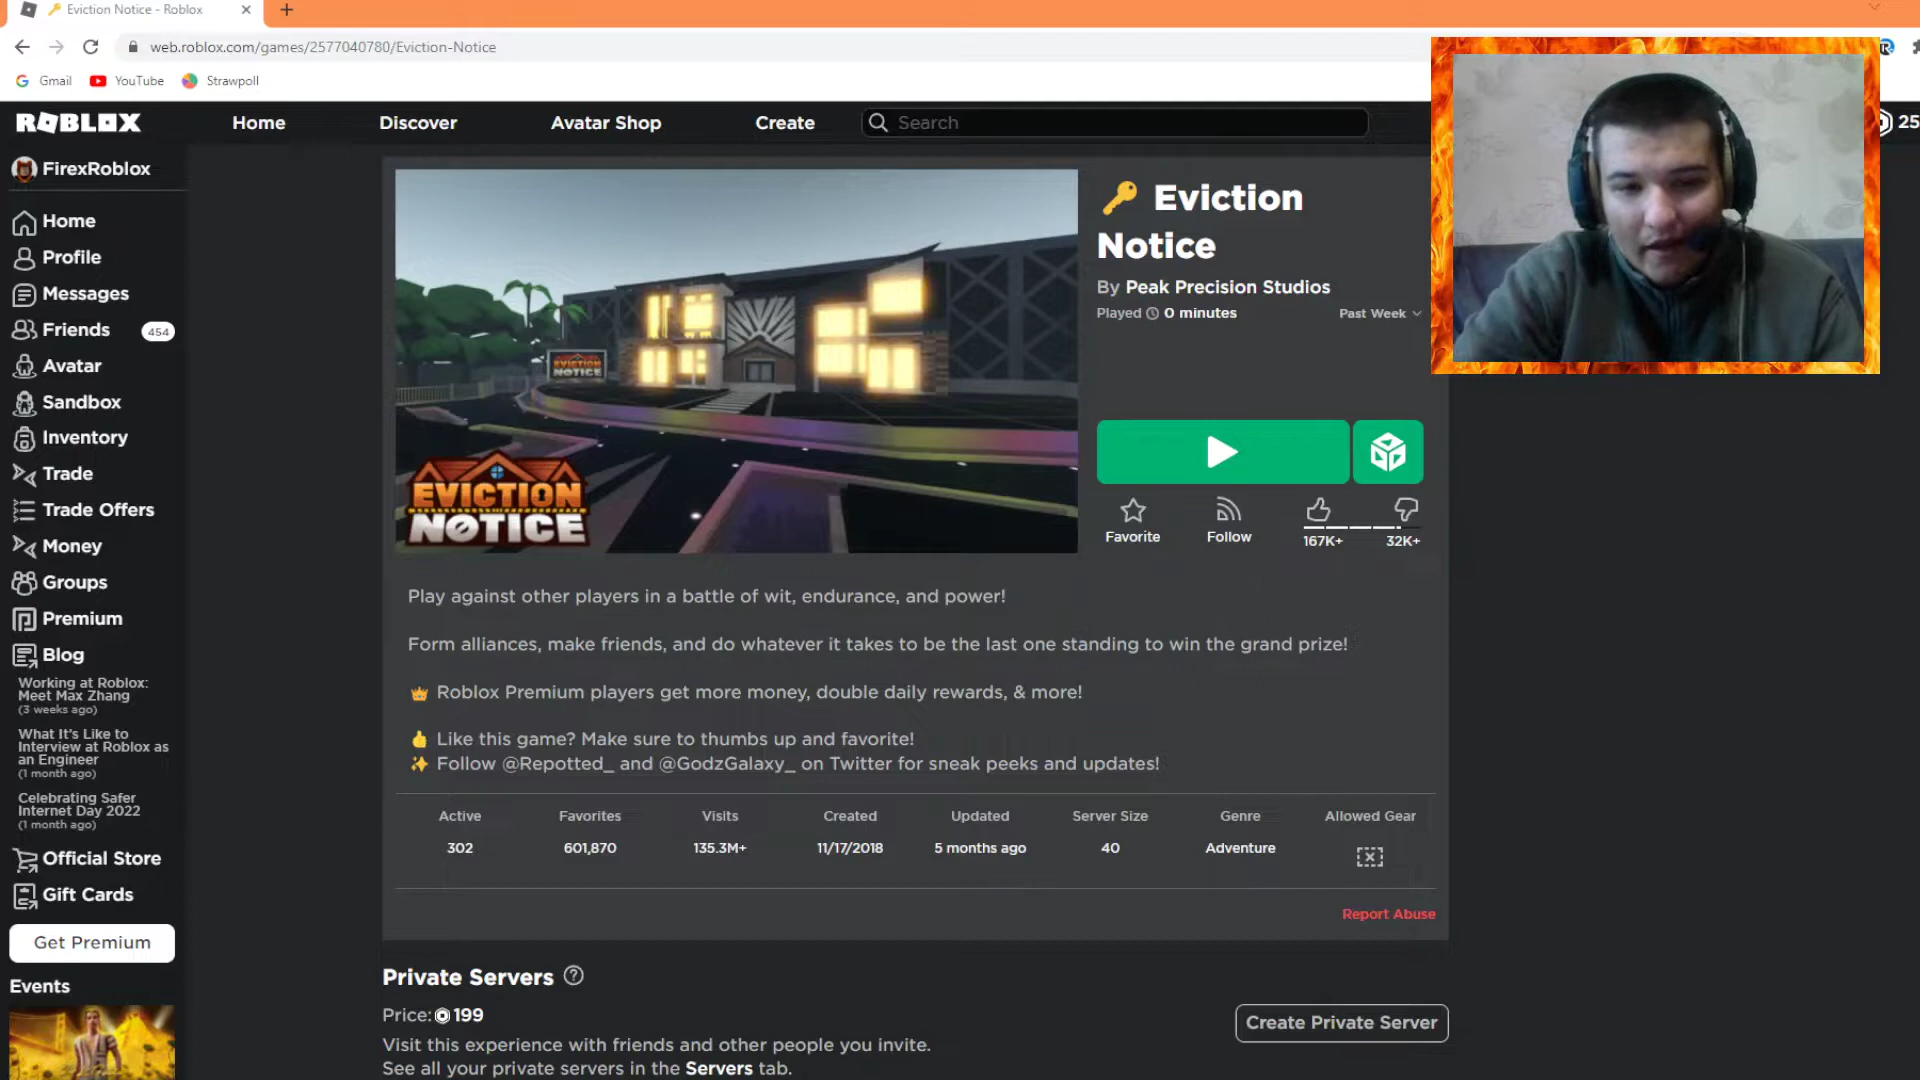 Eviction Notice - Roblox
web.roblox.com/games/2577040780/Eviction-Notice
Gmail YouTube Strawpoll
ROBLOX Home Discover Avatar Shop Create Search 25
FirexRoblox
Home
Profile
Messages
Friends 454
Avatar
Sandbox
Inventory
Trade
Trade Offers
Money
Groups
Premium
Blog
Working at Roblox:
Meet Max Zhang
(3 weeks ago)
What It's Like to
Interview at Roblox as
an Engineer
(1 month ago)
Celebrating Safer
Internet Day 2022
(1 month ago)
Official Store
Gift Cards
Get Premium
Events
EVICTION
NOTICE
EVICTION
NOTICE
Eviction
Notice
By Peak Precision Studios
Played 0 minutes Past Week
Favorite Follow 167K+ 32K+
Play against other players in a battle of wit, endurance, and power!
Form alliances, make friends, and do whatever it takes to be the last one standing to win the grand prize!
Roblox Premium players get more money, double daily rewards, & more!
Like this game? Make sure to thumbs up and favorite!
Follow @Repotted_ and @GodzGalaxy_ on Twitter for sneak peeks and updates!
Active Favorites Visits Created Updated Server Size Genre Allowed Gear
302 601,870 135.3M+ 11/17/2018 5 months ago 40 Adventure
Report Abuse
Private Servers
Price: 199
Create Private Server
Visit this experience with friends and other people you invite.
See all your private servers in the Servers tab.